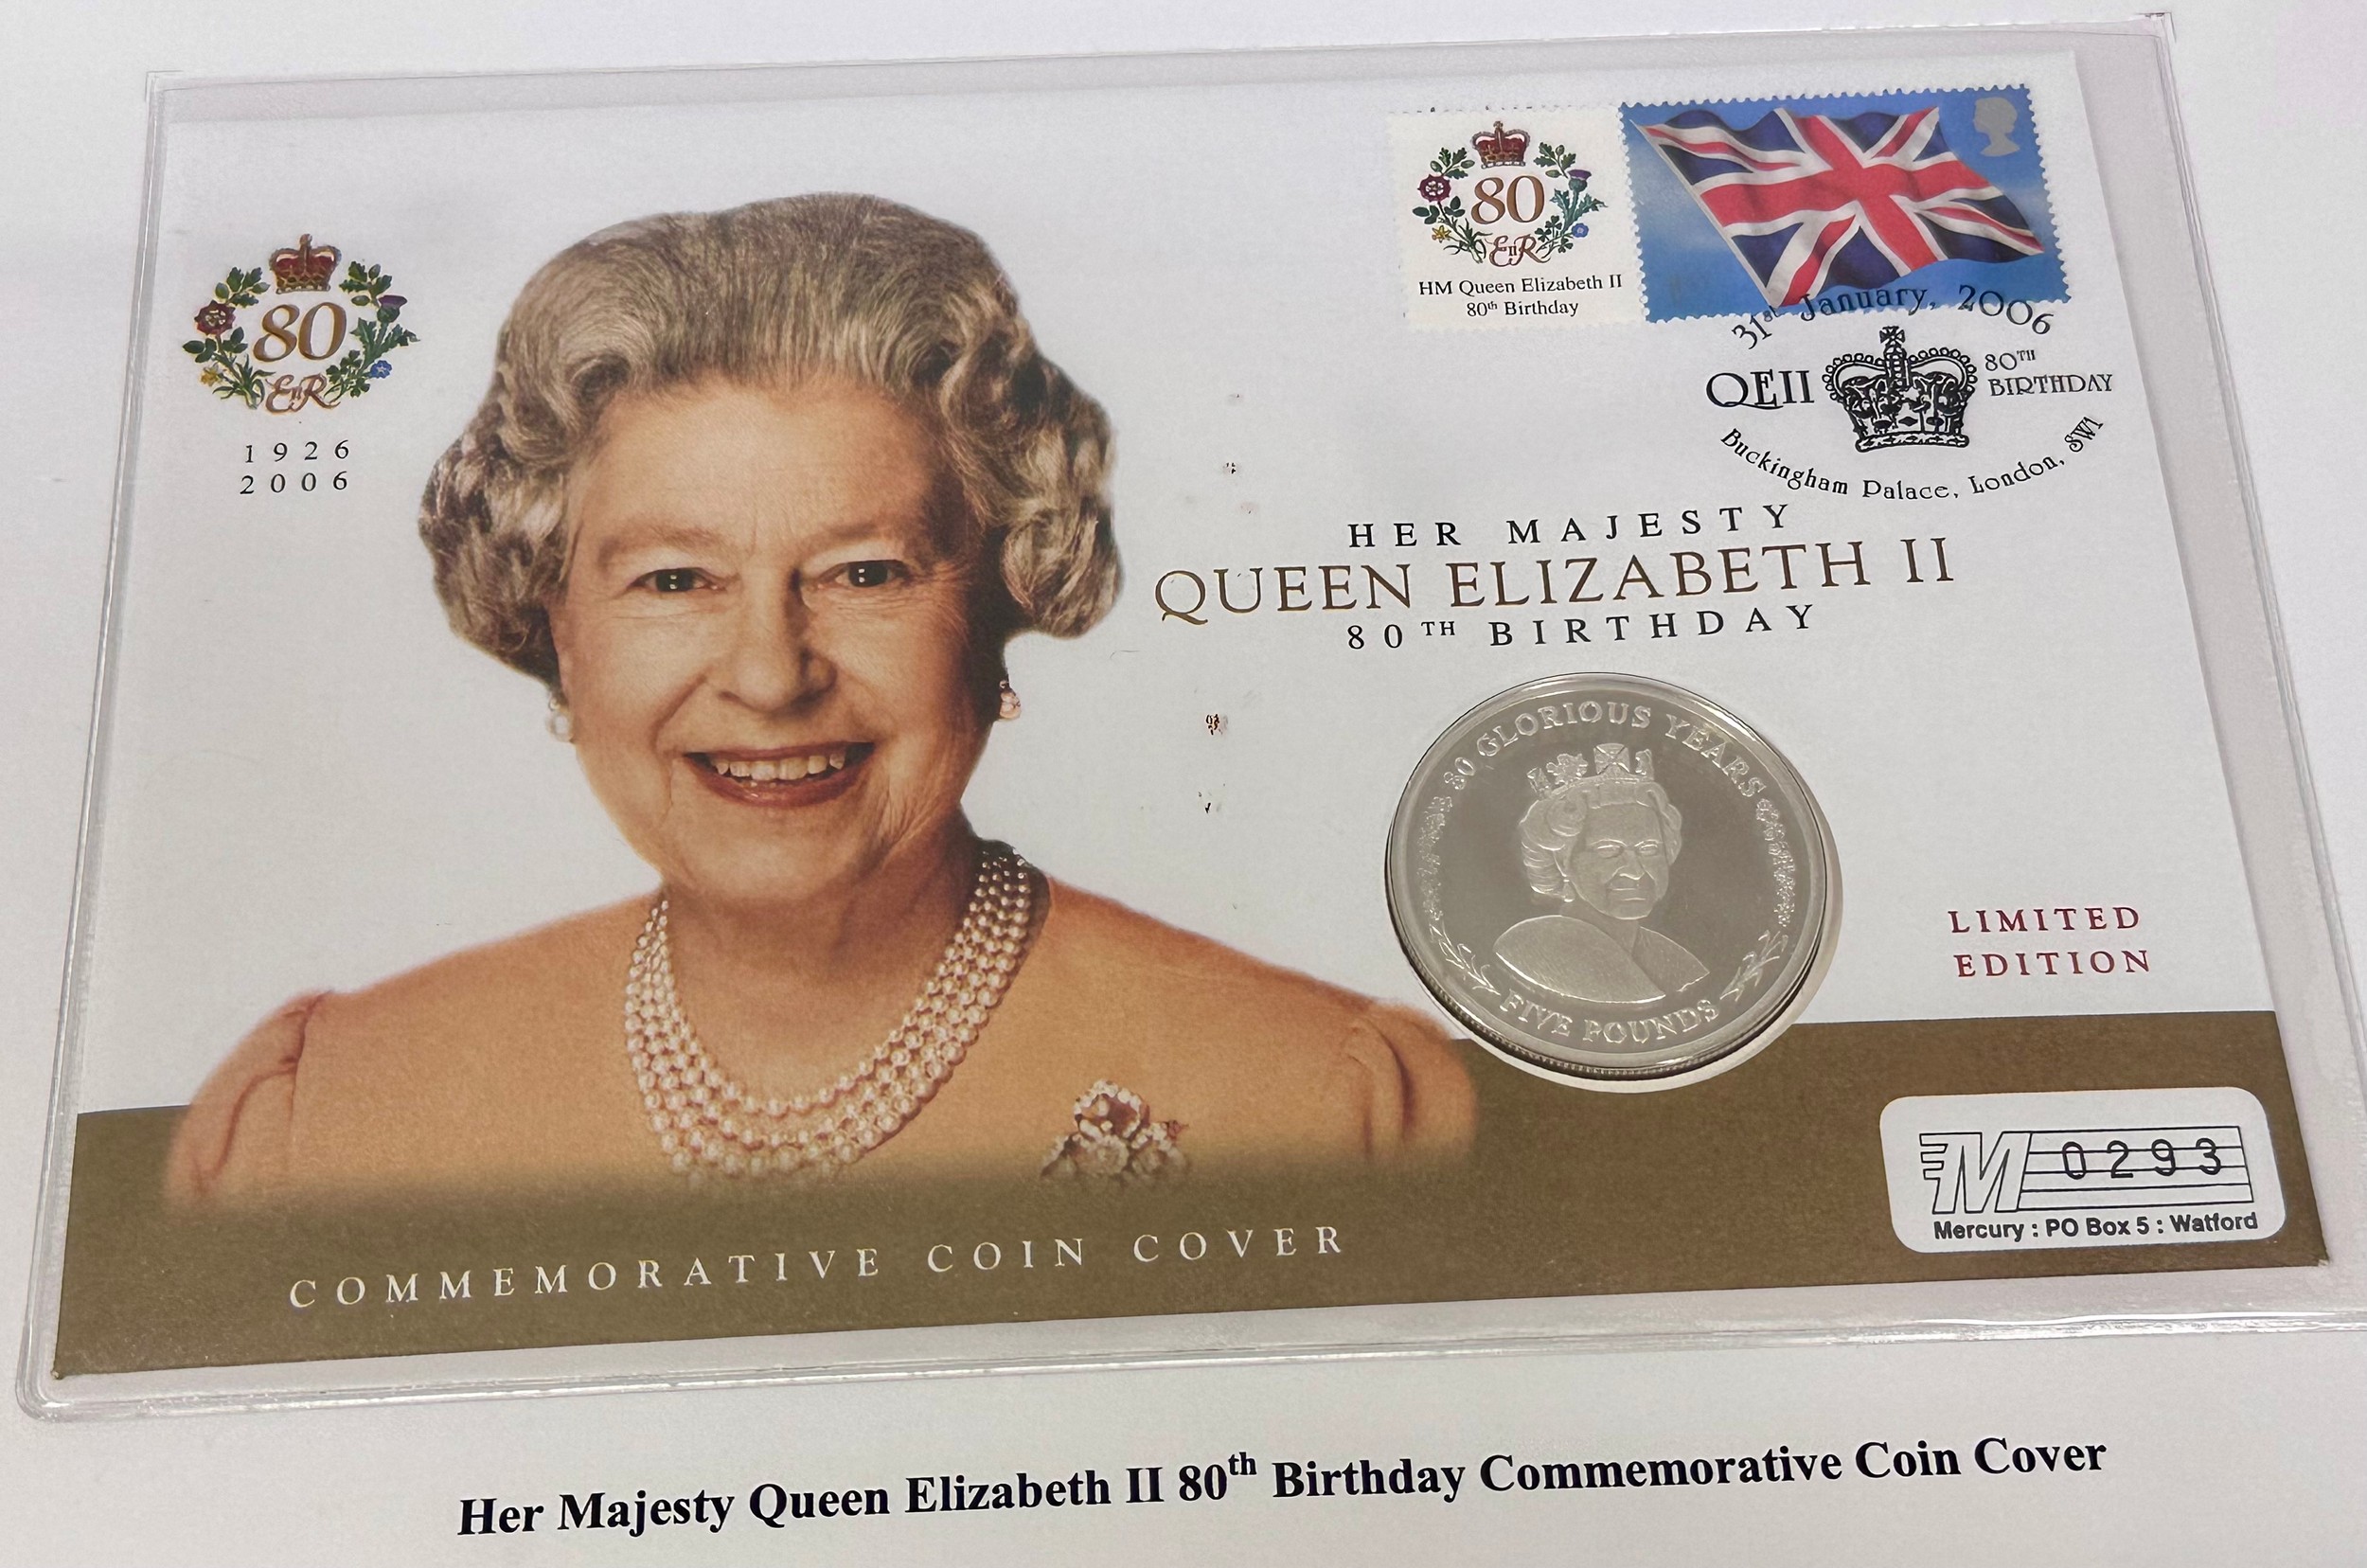 80
EIIR
1926
2006
80
EIIR
HM Queen Elizabeth II
80th Birthday
31st January, 2006
QEII
80TH
BIRTHDAY
Buckingham Palace, London, SW1
HER MAJESTY
QUEEN ELIZABETH II
80TH BIRTHDAY
80 GLORIOUS YEARS
FIVE POUNDS
LIMITED
EDITION
M 0293
Mercury : PO Box 5 : Watford
COMMEMORATIVE COIN COVER
Her Majesty Queen Elizabeth II 80th Birthday Commemorative Coin Cover